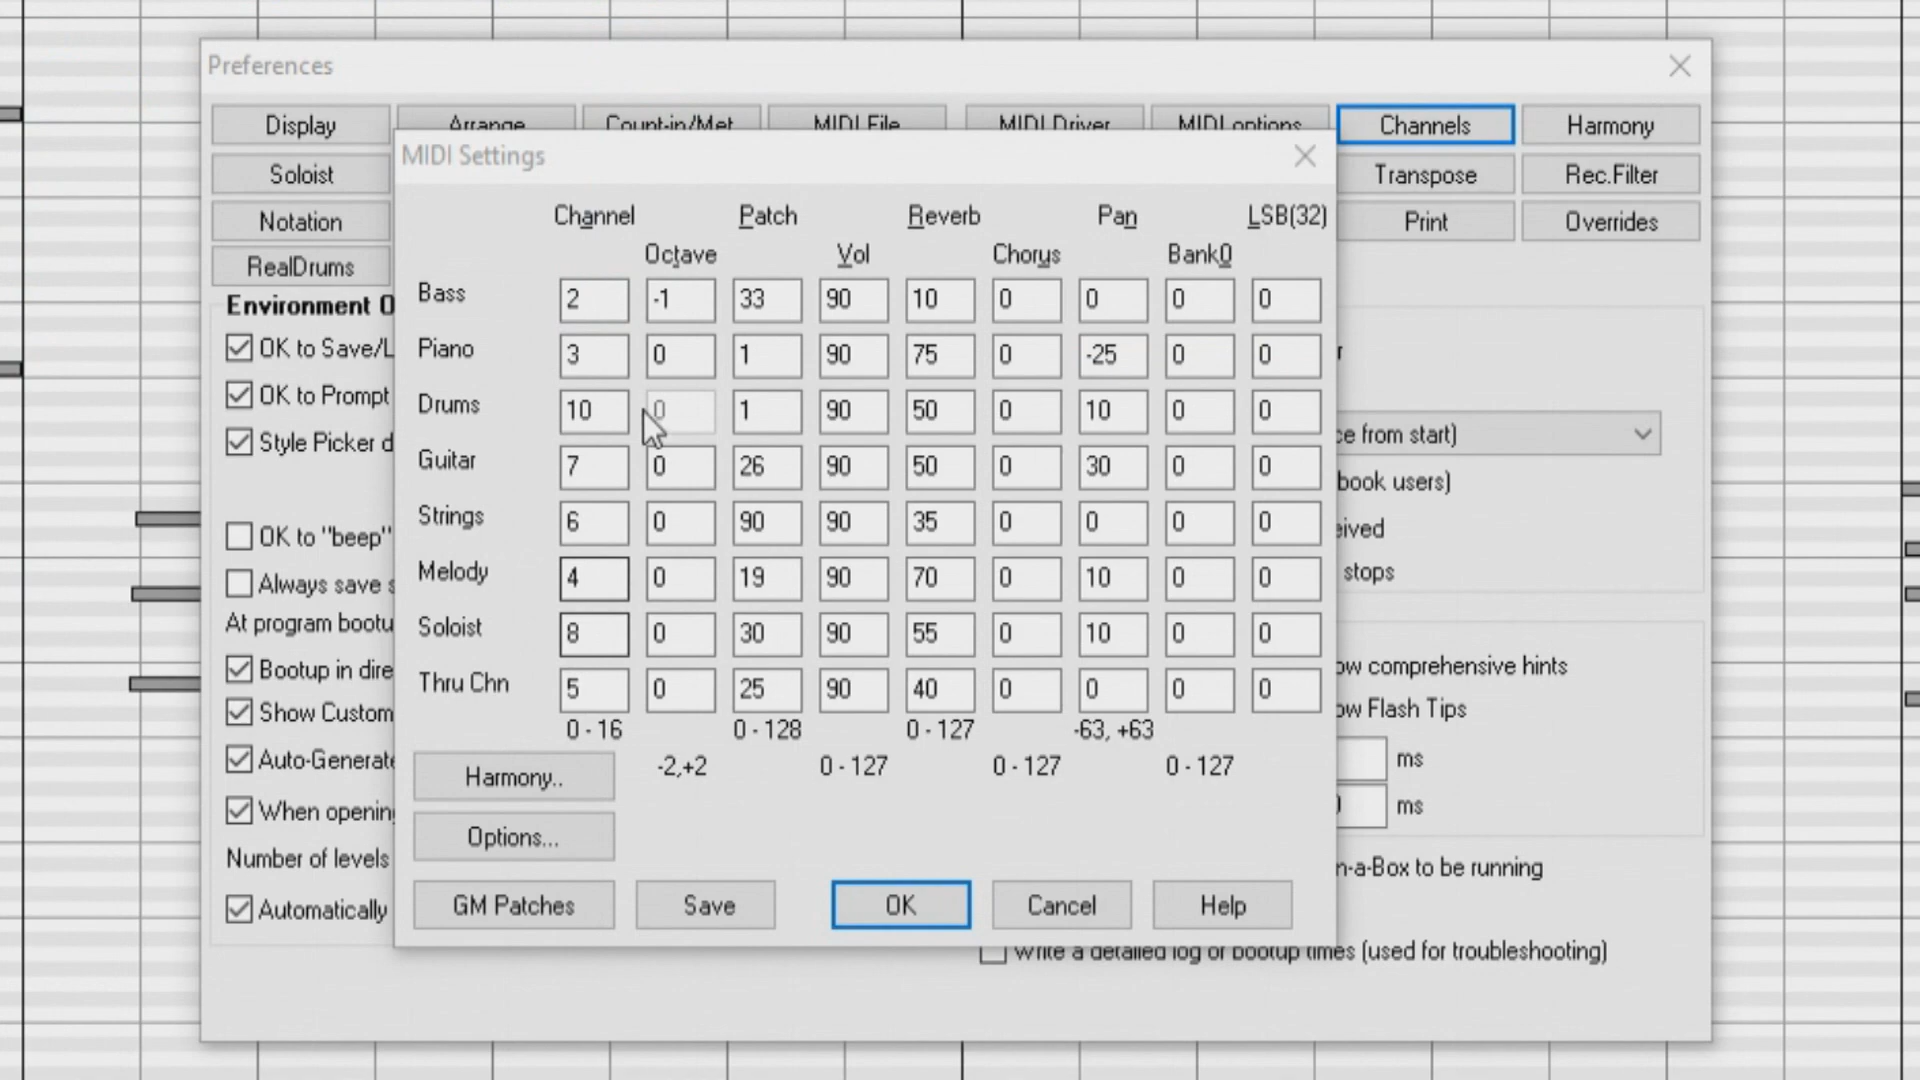 Preferences
Display Arrange Count-in/Met MIDI File MIDI Driver MIDI options Channels Harmony
Soloist Transpose Rec.Filter
Notation Print Overrides
RealDrums
MIDI Settings
Channel Patch Reverb Pan LSB(32)
Octave Vol Chorus Bank0
Bass 2 -1 33 90 10 0 0 0 0
Piano 3 0 1 90 75 0 -25 0 0
Drums 10 0 1 90 50 0 10 0 0
Guitar 7 0 26 90 50 0 30 0 0
Strings 6 0 90 90 35 0 0 0 0
Melody 4 0 19 90 70 0 10 0 0
Soloist 8 0 30 90 55 0 10 0 0
Thru Chn 5 0 25 90 40 0 0 0 0
0 - 16 0 - 128 0 - 127 -63, +63
-2,+2 0 - 127 0 - 127 0 - 127
Harmony..
Options...
GM Patches Save OK Cancel Help
Environment O
OK to Save/L
OK to Prompt
Style Picker d
OK to "beep"
Always save s
At program bootu
Bootup in dire
Show Custom
Auto-Generate
When opening
Number of levels
Automatically
ce from start)
book users)
eived
stops
ow comprehensive hints
ow Flash Tips
ms
ms
n-a-Box to be running
Write a detailed log of bootup times (used for troubleshooting)